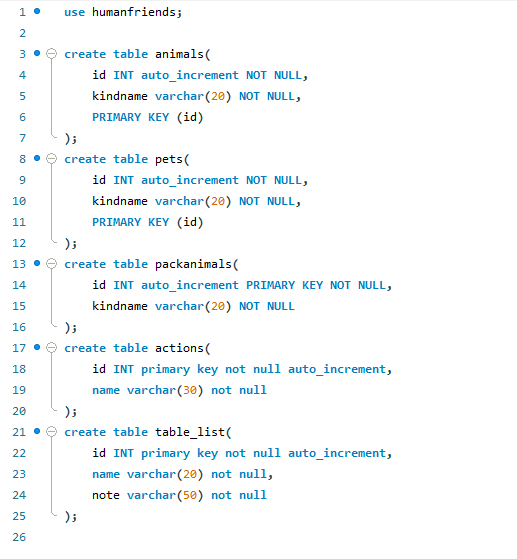 1 use humanfriends;
2
3 create table animals(
4 id INT auto_increment NOT NULL,
5 kindname varchar(20) NOT NULL,
6 PRIMARY KEY (id)
7 );
8 create table pets(
9 id INT auto_increment NOT NULL,
10 kindname varchar(20) NOT NULL,
11 PRIMARY KEY (id)
12 );
13 create table packanimals(
14 id INT auto_increment PRIMARY KEY NOT NULL,
15 kindname varchar(20) NOT NULL
16 );
17 create table actions(
18 id INT primary key not null auto_increment,
19 name varchar(30) not null
20 );
21 create table table_list(
22 id INT primary key not null auto_increment,
23 name varchar(20) not null,
24 note varchar(50) not null
25 );
26